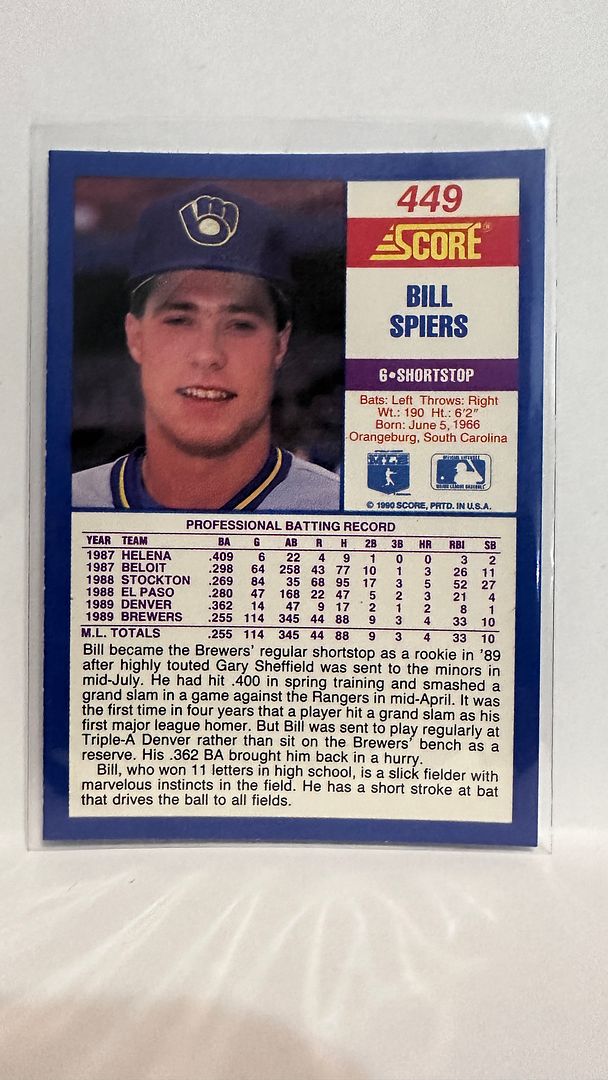 449
SCORE®
BILL
SPIERS
6•SHORTSTOP
Bats: Left Throws: Right
Wt.: 190 Ht.: 6'2"
Born: June 5, 1966
Orangeburg, South Carolina
OFFICIAL LICENSEE
MAJOR LEAGUE BASEBALL
© 1990 SCORE, PRTD. IN U.S.A.
PROFESSIONAL BATTING RECORD
YEAR TEAM BA G AB R H 2B 3B HR RBI SB
1987 HELENA .409 6 22 4 9 1 0 0 3 2
1987 BELOIT .298 64 258 43 77 10 1 3 26 11
1988 STOCKTON .269 84 35 68 95 17 3 5 52 27
1988 EL PASO .280 47 168 22 47 5 2 3 21 4
1989 DENVER .362 14 47 9 17 2 1 2 8 1
1989 BREWERS .255 114 345 44 88 9 3 4 33 10
M.L. TOTALS .255 114 345 44 88 9 3 4 33 10
Bill became the Brewers' regular shortstop as a rookie in '89
after highly touted Gary Sheffield was sent to the minors in
mid-July. He had hit .400 in spring training and smashed a
grand slam in a game against the Rangers in mid-April. It was
the first time in four years that a player hit a grand slam as his
first major league homer. But Bill was sent to play regularly at
Triple-A Denver rather than sit on the Brewers' bench as a
reserve. His .362 BA brought him back in a hurry.
Bill, who won 11 letters in high school, is a slick fielder with
marvelous instincts in the field. He has a short stroke at bat
that drives the ball to all fields.